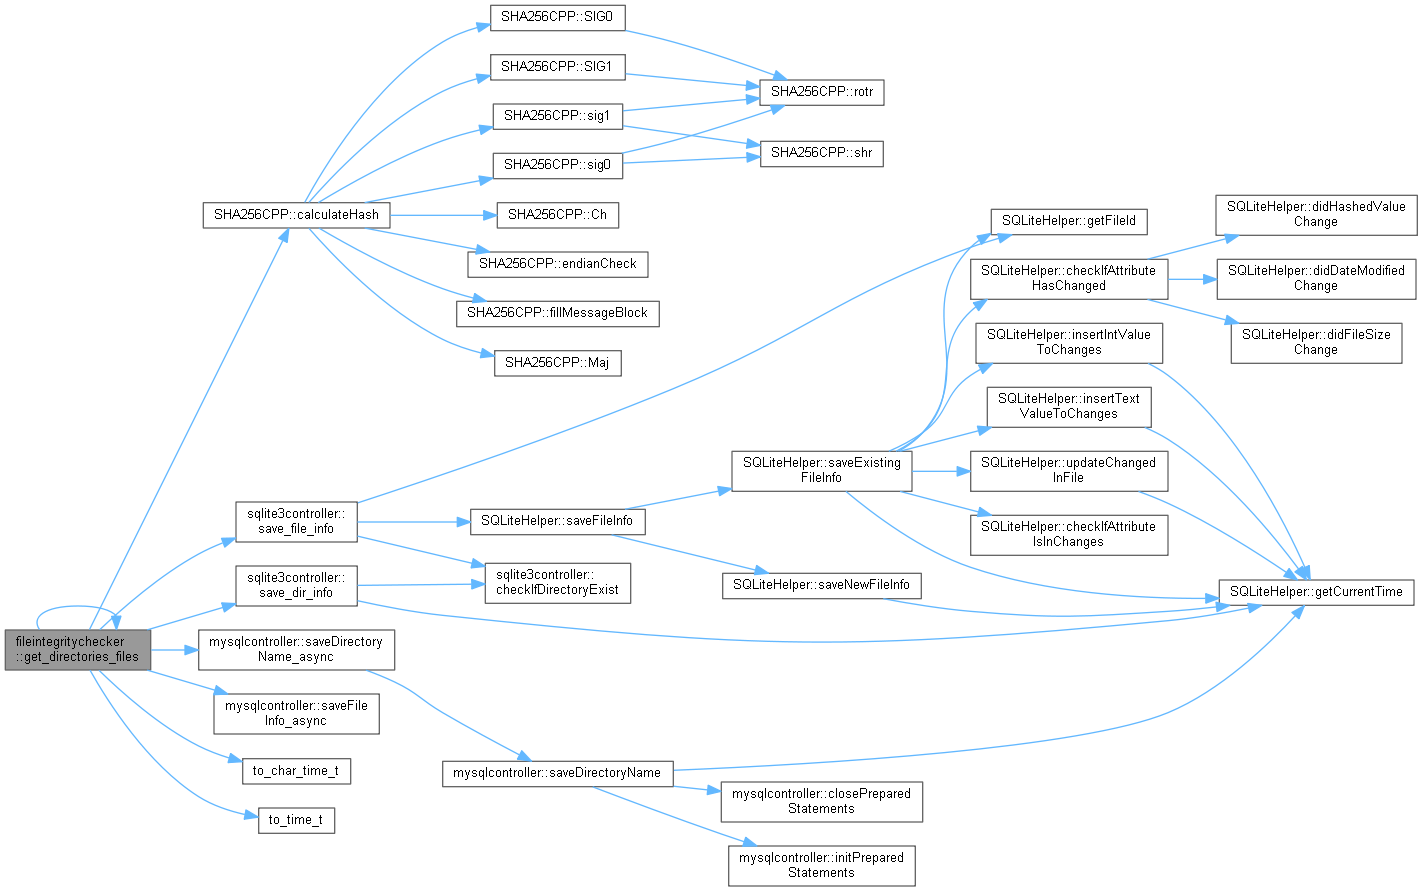 SHA256CPP::SIG0
SHA256CPP::SIG1
SHA256CPP::rotr
SHA256CPP::sig1
SHA256CPP::shr
SHA256CPP::sig0
SHA256CPP::calculateHash
SHA256CPP::Ch
SHA256CPP::endianCheck
SHA256CPP::fillMessageBlock
SHA256CPP::Maj
SQLiteHelper::getFileId
SQLiteHelper::didHashedValue
Change
SQLiteHelper::checkIfAttribute
HasChanged
SQLiteHelper::didDateModified
Change
SQLiteHelper::didFileSize
Change
SQLiteHelper::insertIntValue
ToChanges
SQLiteHelper::insertText
ValueToChanges
SQLiteHelper::saveExisting
FileInfo
SQLiteHelper::updateChanged
InFile
SQLiteHelper::checkIfAttribute
IsInChanges
sqlite3controller::
save_file_info
SQLiteHelper::saveFileInfo
sqlite3controller::
save_dir_info
sqlite3controller::
checkIfDirectoryExist
SQLiteHelper::saveNewFileInfo
SQLiteHelper::getCurrentTime
fileintegritychecker
::get_directories_files
mysqlcontroller::saveDirectory
Name_async
mysqlcontroller::saveFile
Info_async
to_char_time_t
to_time_t
mysqlcontroller::saveDirectoryName
mysqlcontroller::closePrepared
Statements
mysqlcontroller::initPrepared
Statements